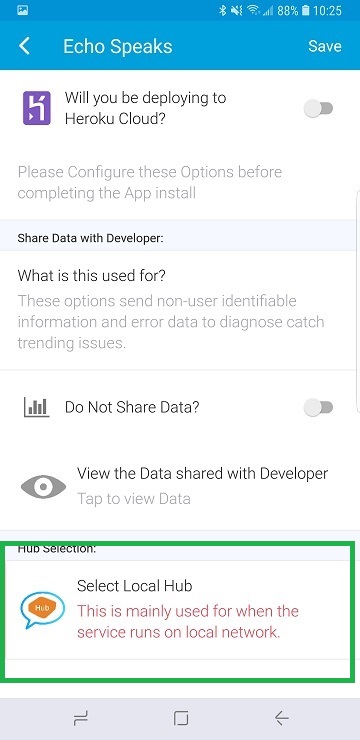 88% 10:25
Echo Speaks Save
Will you be deploying to
Heroku Cloud?
Please Configure these Options before
completing the App install
Share Data with Developer:
What is this used for?
These options send non-user identifiable
information and error data to diagnose catch
trending issues.
Do Not Share Data?
View the Data shared with Developer
Tap to view Data
Hub Selection:
Select Local Hub
Hub
This is mainly used for when the
service runs on local network.